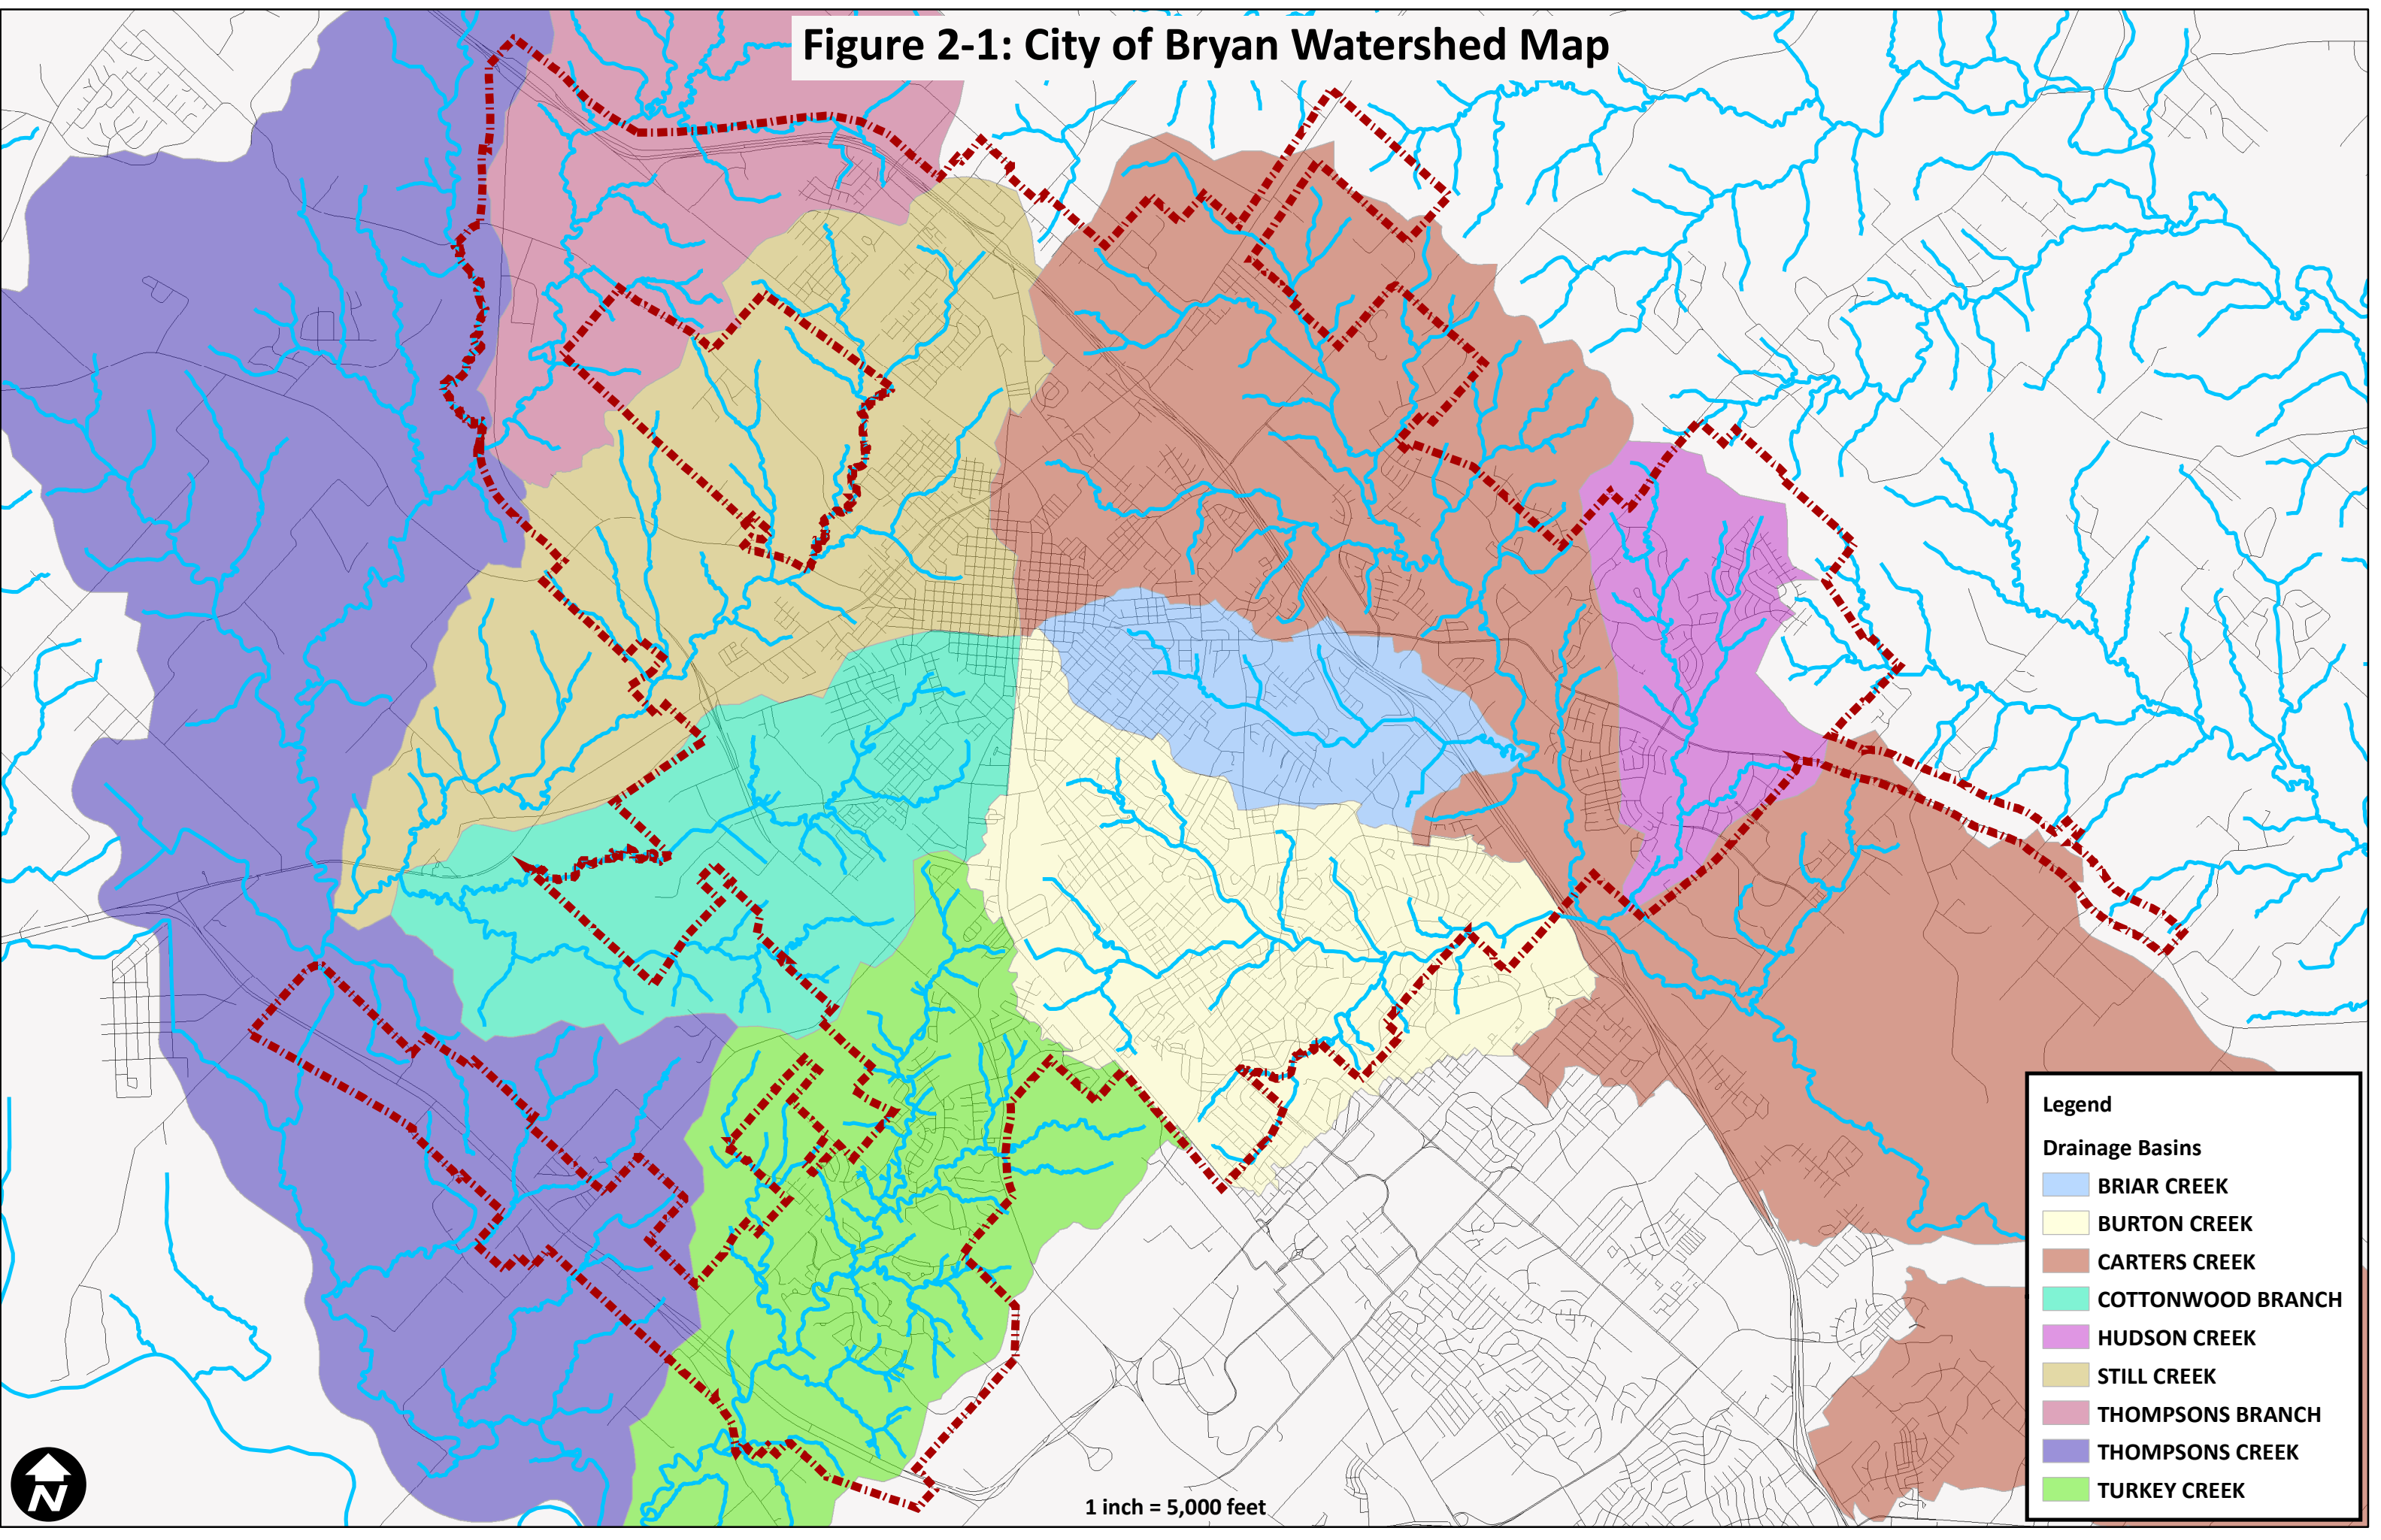 Figure 2-1: City of Bryan Watershed Map
Legend
Drainage Basins
BRIAR CREEK
BURTON CREEK
CARTERS CREEK
COTTONWOOD BRANCH
HUDSON CREEK
STILL CREEK
THOMPSONS BRANCH
THOMPSONS CREEK
TURKEY CREEK
N
1 inch = 5,000 feet